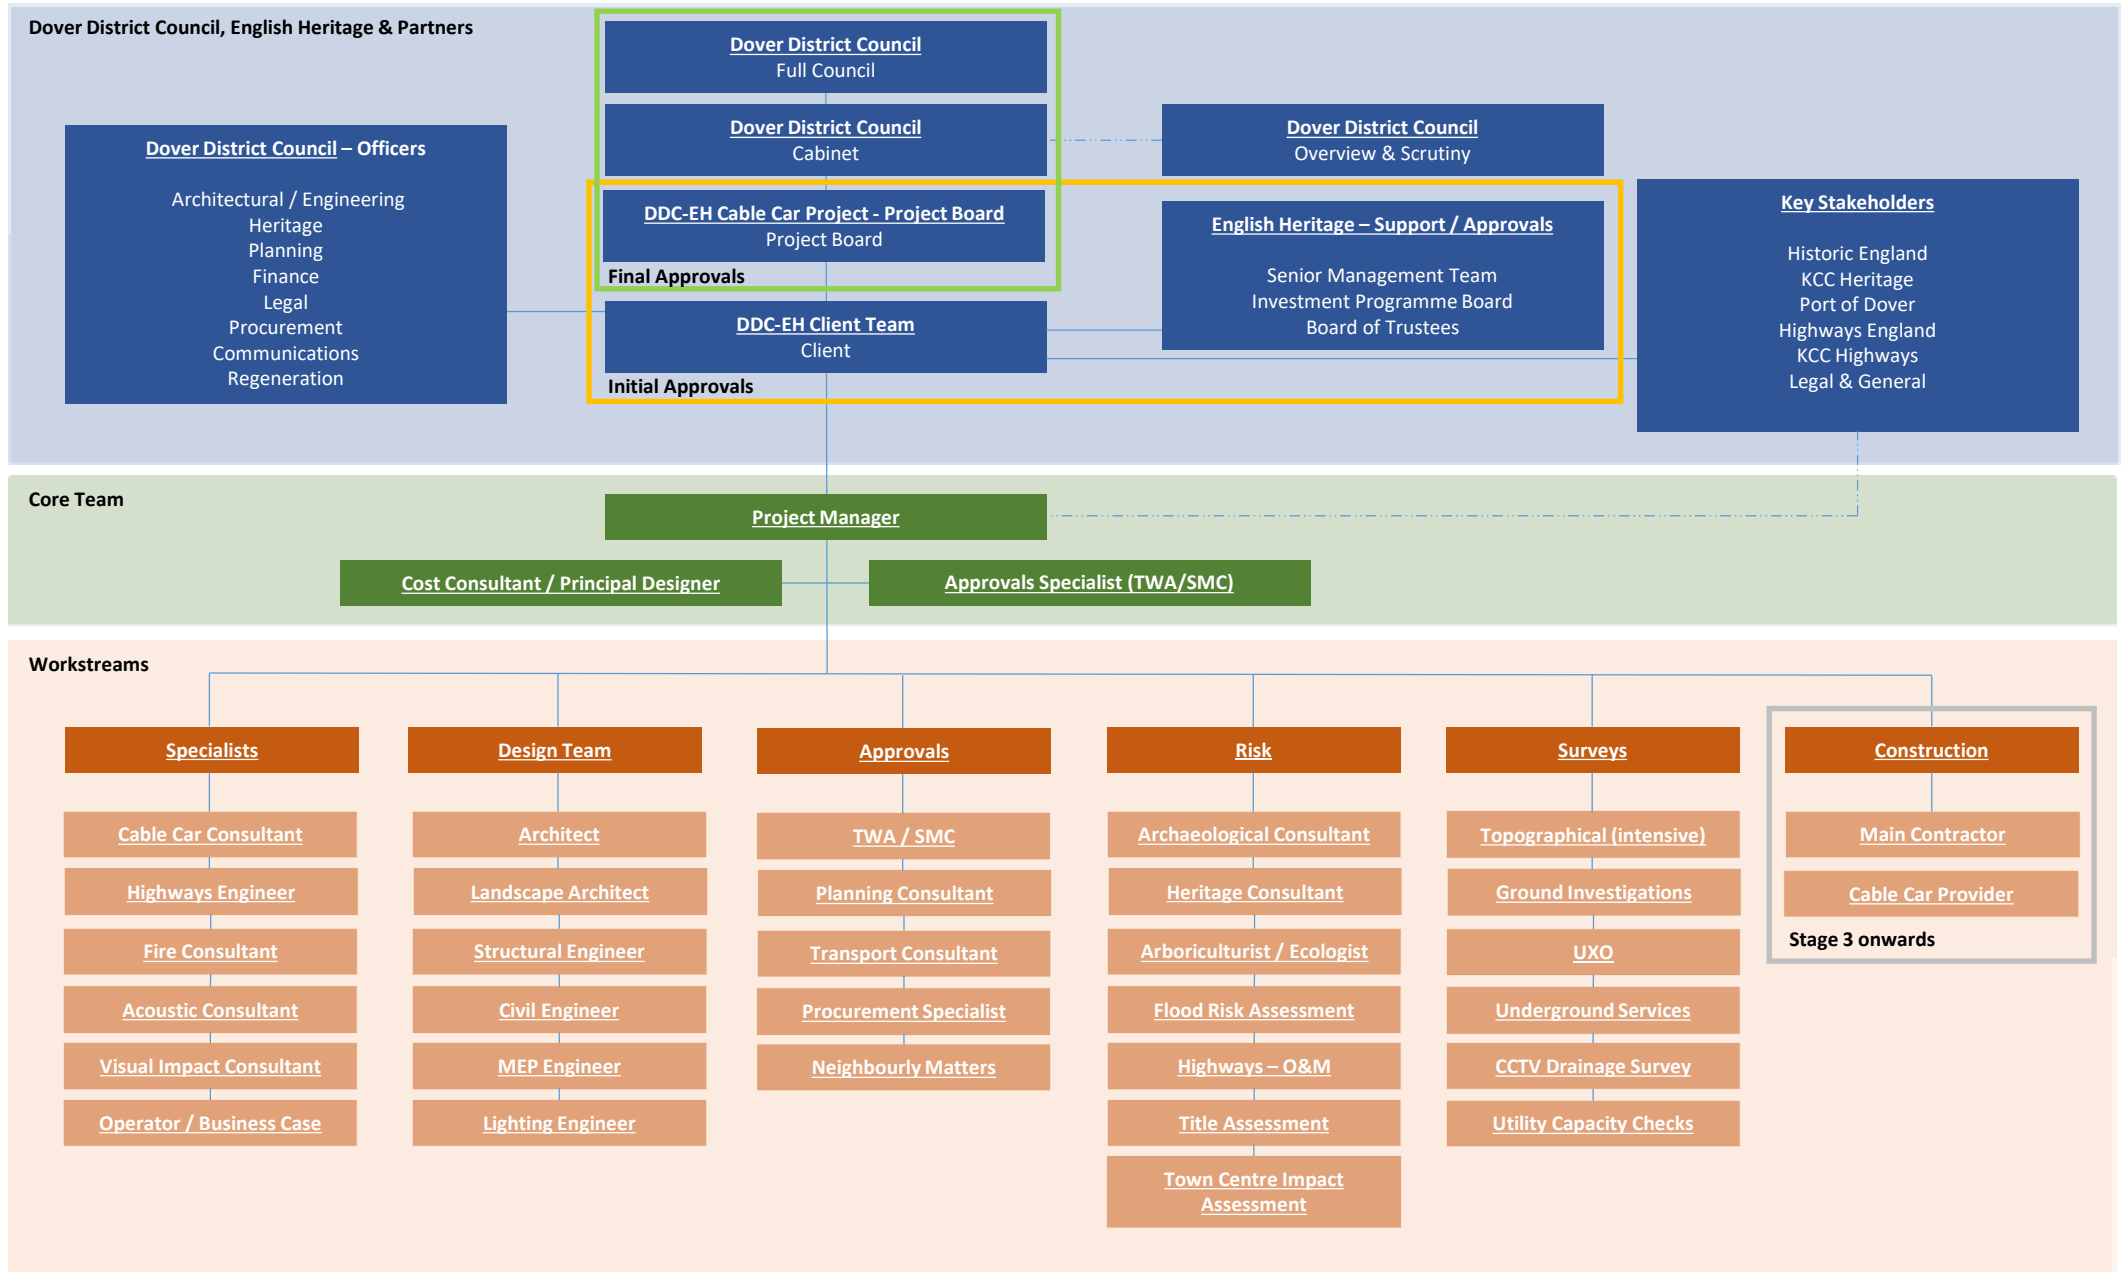 Dover District Council, English Heritage & Partners
Dover District Council
Full Council
Dover District Council
Cabinet
Dover District Council
Overview & Scrutiny
Dover District Council – Officers
Architectural / Engineering
Heritage
Planning
Finance
Legal
Procurement
Communications
Regeneration
DDC-EH Cable Car Project - Project Board
Project Board
Final Approvals
DDC-EH Client Team
Client
Initial Approvals
English Heritage – Support / Approvals
Senior Management Team
Investment Programme Board
Board of Trustees
Key Stakeholders
Historic England
KCC Heritage
Port of Dover
Highways England
KCC Highways
Legal & General
Core Team
Project Manager
Cost Consultant / Principal Designer
Approvals Specialist (TWA/SMC)
Workstreams
Specialists
Cable Car Consultant
Highways Engineer
Fire Consultant
Acoustic Consultant
Visual Impact Consultant
Operator / Business Case
Design Team
Architect
Landscape Architect
Structural Engineer
Civil Engineer
MEP Engineer
Lighting Engineer
Approvals
TWA / SMC
Planning Consultant
Transport Consultant
Procurement Specialist
Neighbourly Matters
Risk
Archaeological Consultant
Heritage Consultant
Arboriculturist / Ecologist
Flood Risk Assessment
Highways – O&M
Title Assessment
Town Centre Impact
Assessment
Surveys
Topographical (intensive)
Ground Investigations
UXO
Underground Services
CCTV Drainage Survey
Utility Capacity Checks
Construction
Main Contractor
Cable Car Provider
Stage 3 onwards